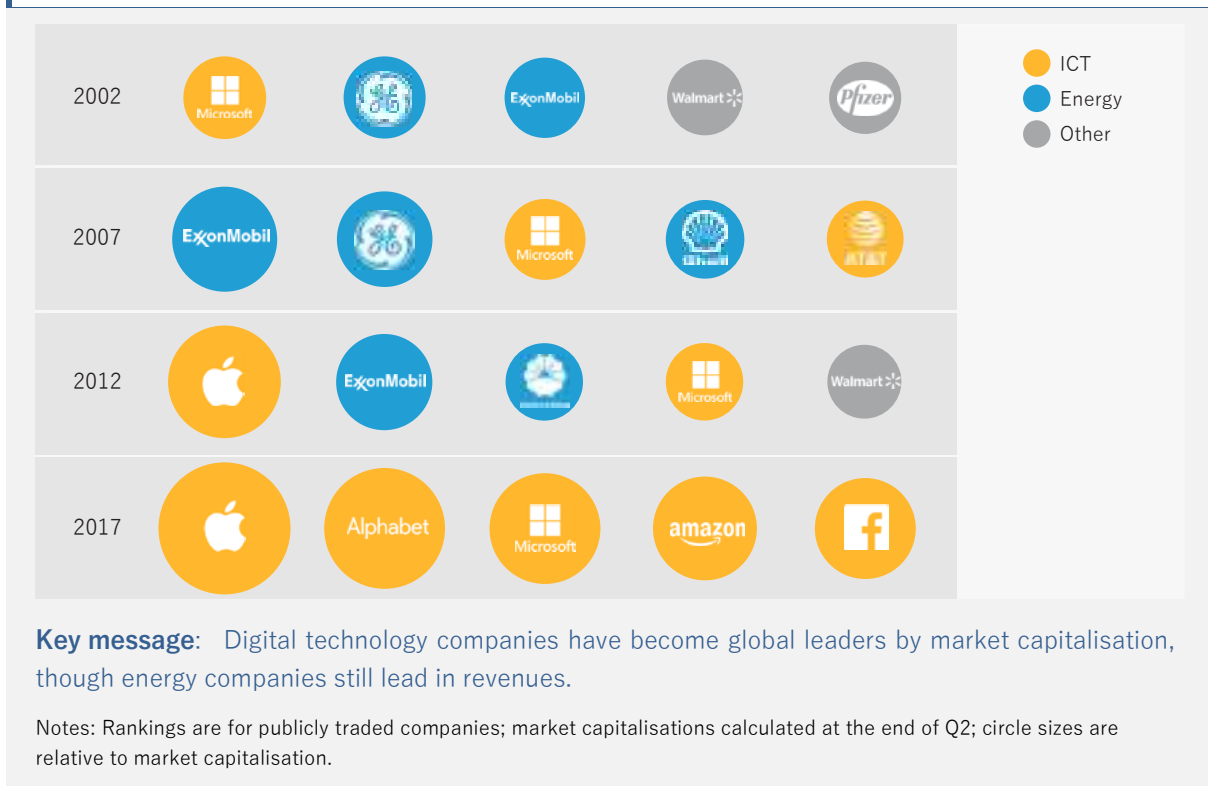 2002
Microsoft
GE
ExxonMobil
Walmart
Pfizer
ICT
Energy
Other
2007
ExxonMobil
GE
Microsoft
AT&T
2012
ExxonMobil
Microsoft
Walmart
2017
Alphabet
Microsoft
amazon
f
Key message: Digital technology companies have become global leaders by market capitalisation,
though energy companies still lead in revenues.
Notes: Rankings are for publicly traded companies; market capitalisations calculated at the end of Q2; circle sizes are
relative to market capitalisation.